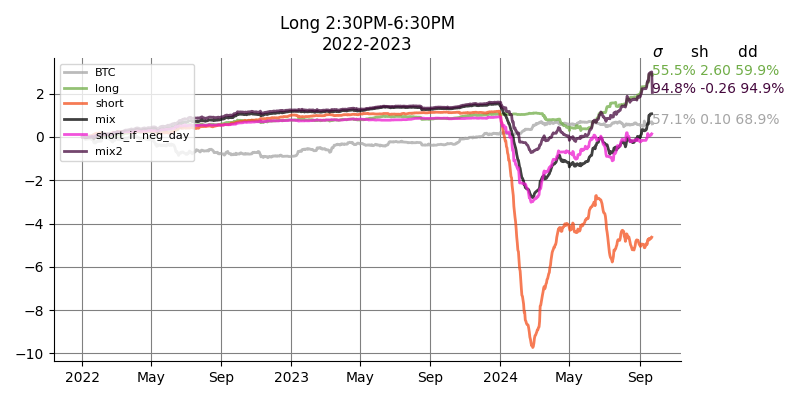 Long 2:30PM-6:30PM
2022-2023
σ sh dd
55.5% 2.60 59.9%
94.8% -0.26 94.9%
57.1% 0.10 68.9%
BTC
long
short
mix
short_if_neg_day
mix2
2
0
−2
−4
−6
−8
−10
2022 May Sep 2023 May Sep 2024 May Sep